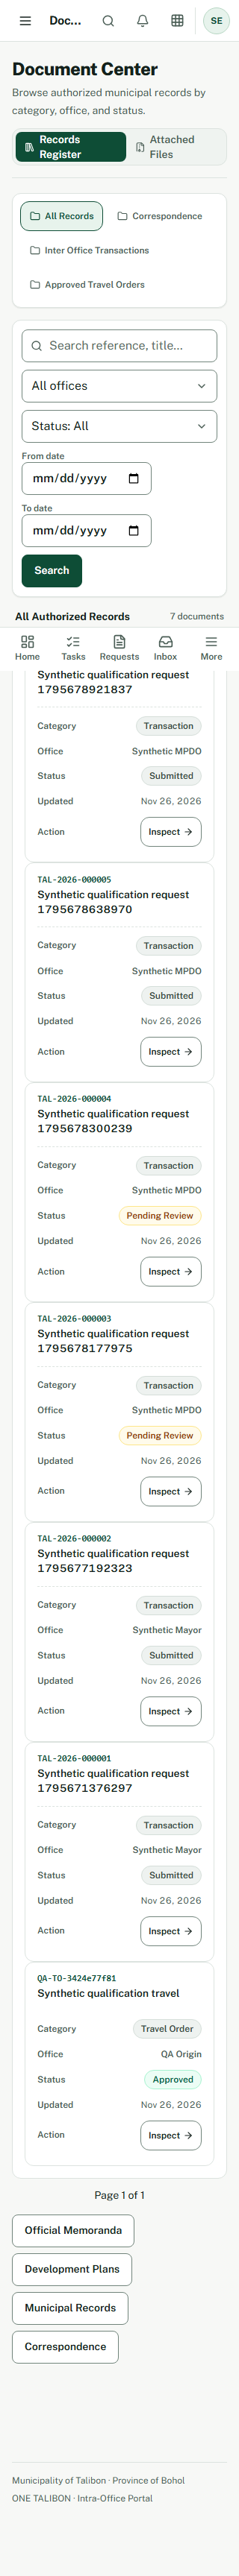 Doc...
SE
Document Center
Browse authorized municipal records by
category, office, and status.
Records
Register
Attached
Files
All Records
Correspondence
Inter Office Transactions
Approved Travel Orders
Search reference, title...
All offices
Status: All
From date
mm/dd/yyyy
To date
mm/dd/yyyy
Search
All Authorized Records
7 documents
Home
Tasks
Requests
Inbox
More
Synthetic qualification request
1795678921837
Category
Transaction
Office
Synthetic MPDO
Status
Submitted
Updated
Nov 26, 2026
Action
Inspect →
TAL-2026-000005
Synthetic qualification request
1795678638970
Category
Transaction
Office
Synthetic MPDO
Status
Submitted
Updated
Nov 26, 2026
Action
Inspect →
TAL-2026-000004
Synthetic qualification request
1795678300239
Category
Transaction
Office
Synthetic MPDO
Status
Pending Review
Updated
Nov 26, 2026
Action
Inspect →
TAL-2026-000003
Synthetic qualification request
1795678177975
Category
Transaction
Office
Synthetic MPDO
Status
Pending Review
Updated
Nov 26, 2026
Action
Inspect →
TAL-2026-000002
Synthetic qualification request
1795677192323
Category
Transaction
Office
Synthetic Mayor
Status
Submitted
Updated
Nov 26, 2026
Action
Inspect →
TAL-2026-000001
Synthetic qualification request
1795671376297
Category
Transaction
Office
Synthetic Mayor
Status
Submitted
Updated
Nov 26, 2026
Action
Inspect →
QA-TO-3424e77f81
Synthetic qualification travel
Category
Travel Order
Office
QA Origin
Status
Approved
Updated
Nov 26, 2026
Action
Inspect →
Page 1 of 1
Official Memoranda
Development Plans
Municipal Records
Correspondence
Municipality of Talibon · Province of Bohol
ONE TALIBON · Intra-Office Portal